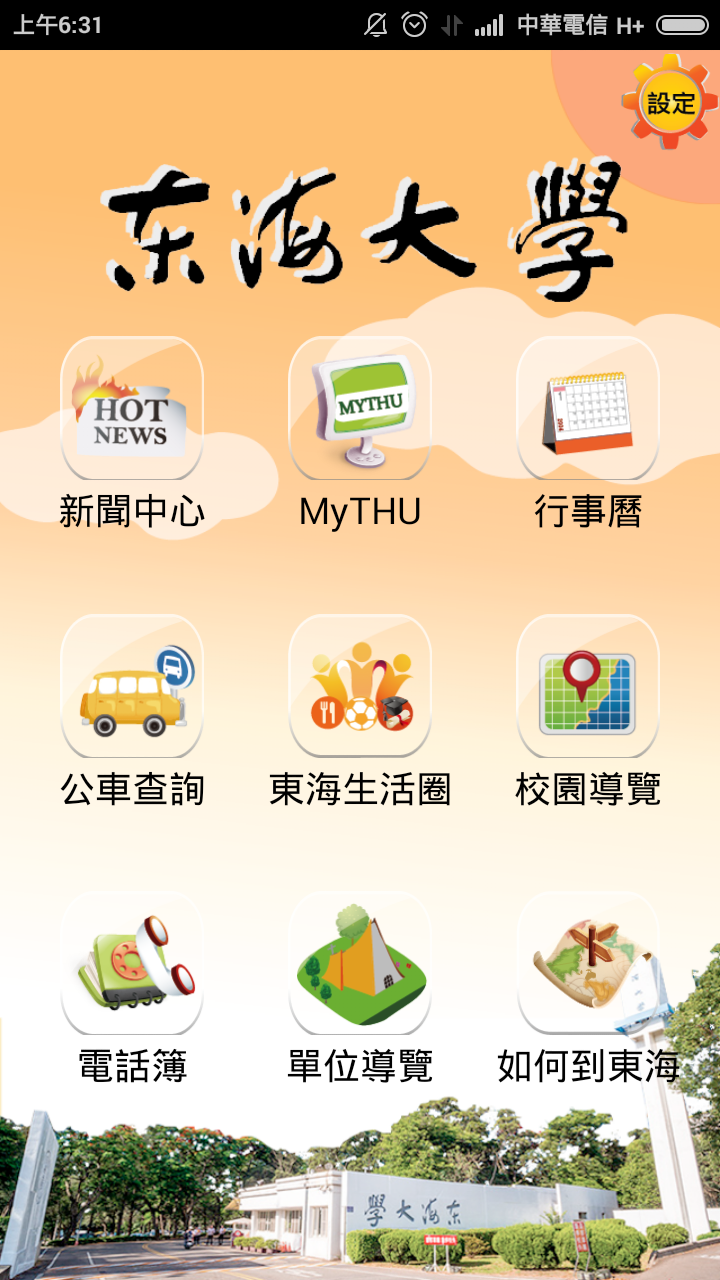 上午6:31 中華電信 H+
設定
东海大學
HOT
NEWS
MYTHU
新聞中心 MyTHU 行事曆
公車查詢 東海生活圈 校園導覽
電話簿 單位導覽 如何到東海
學大海东